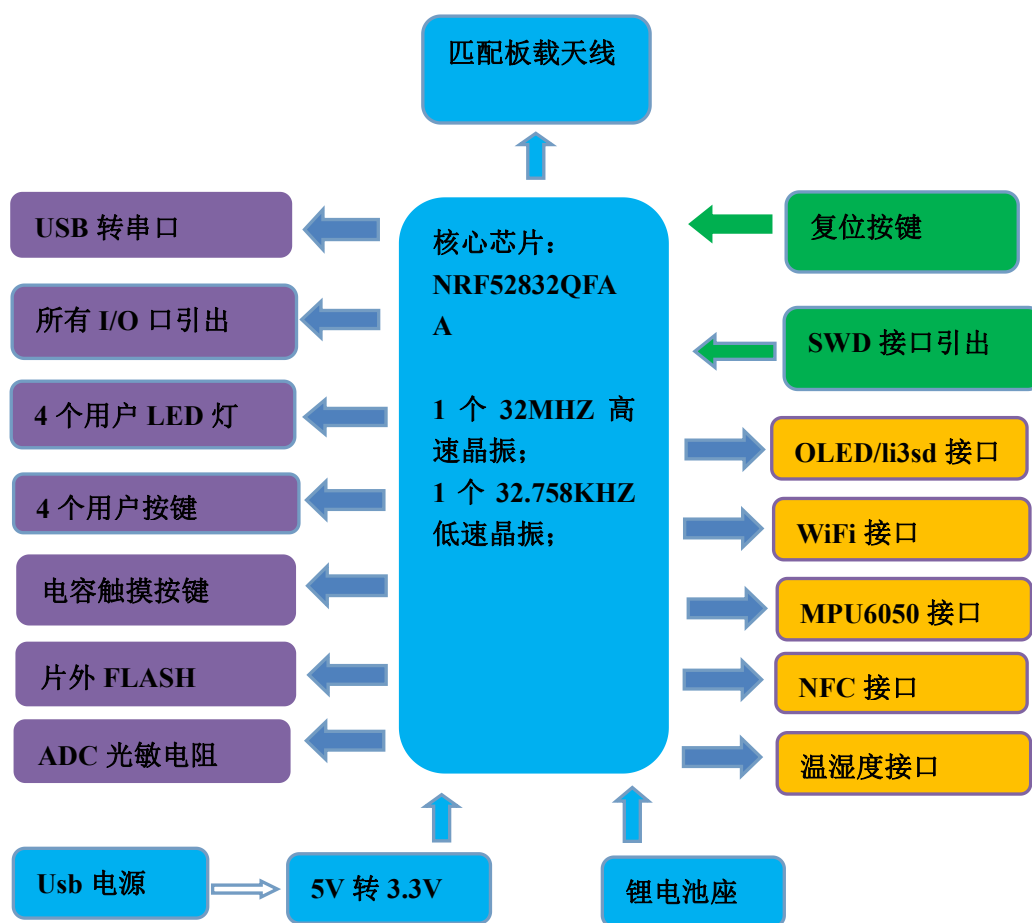 匹配板载天线
USB 转串口
所有 I/O 口引出
4 个用户 LED 灯
4 个用户按键
电容触摸按键
片外 FLASH
ADC 光敏电阻
核心芯片：
NRF52832QFA
A
1 个 32MHZ 高
速晶振；
1 个 32.758KHZ
低速晶振；
复位按键
SWD 接口引出
OLED/li3sd 接口
WiFi 接口
MPU6050 接口
NFC 接口
温湿度接口
Usb 电源
5V 转 3.3V
锂电池座